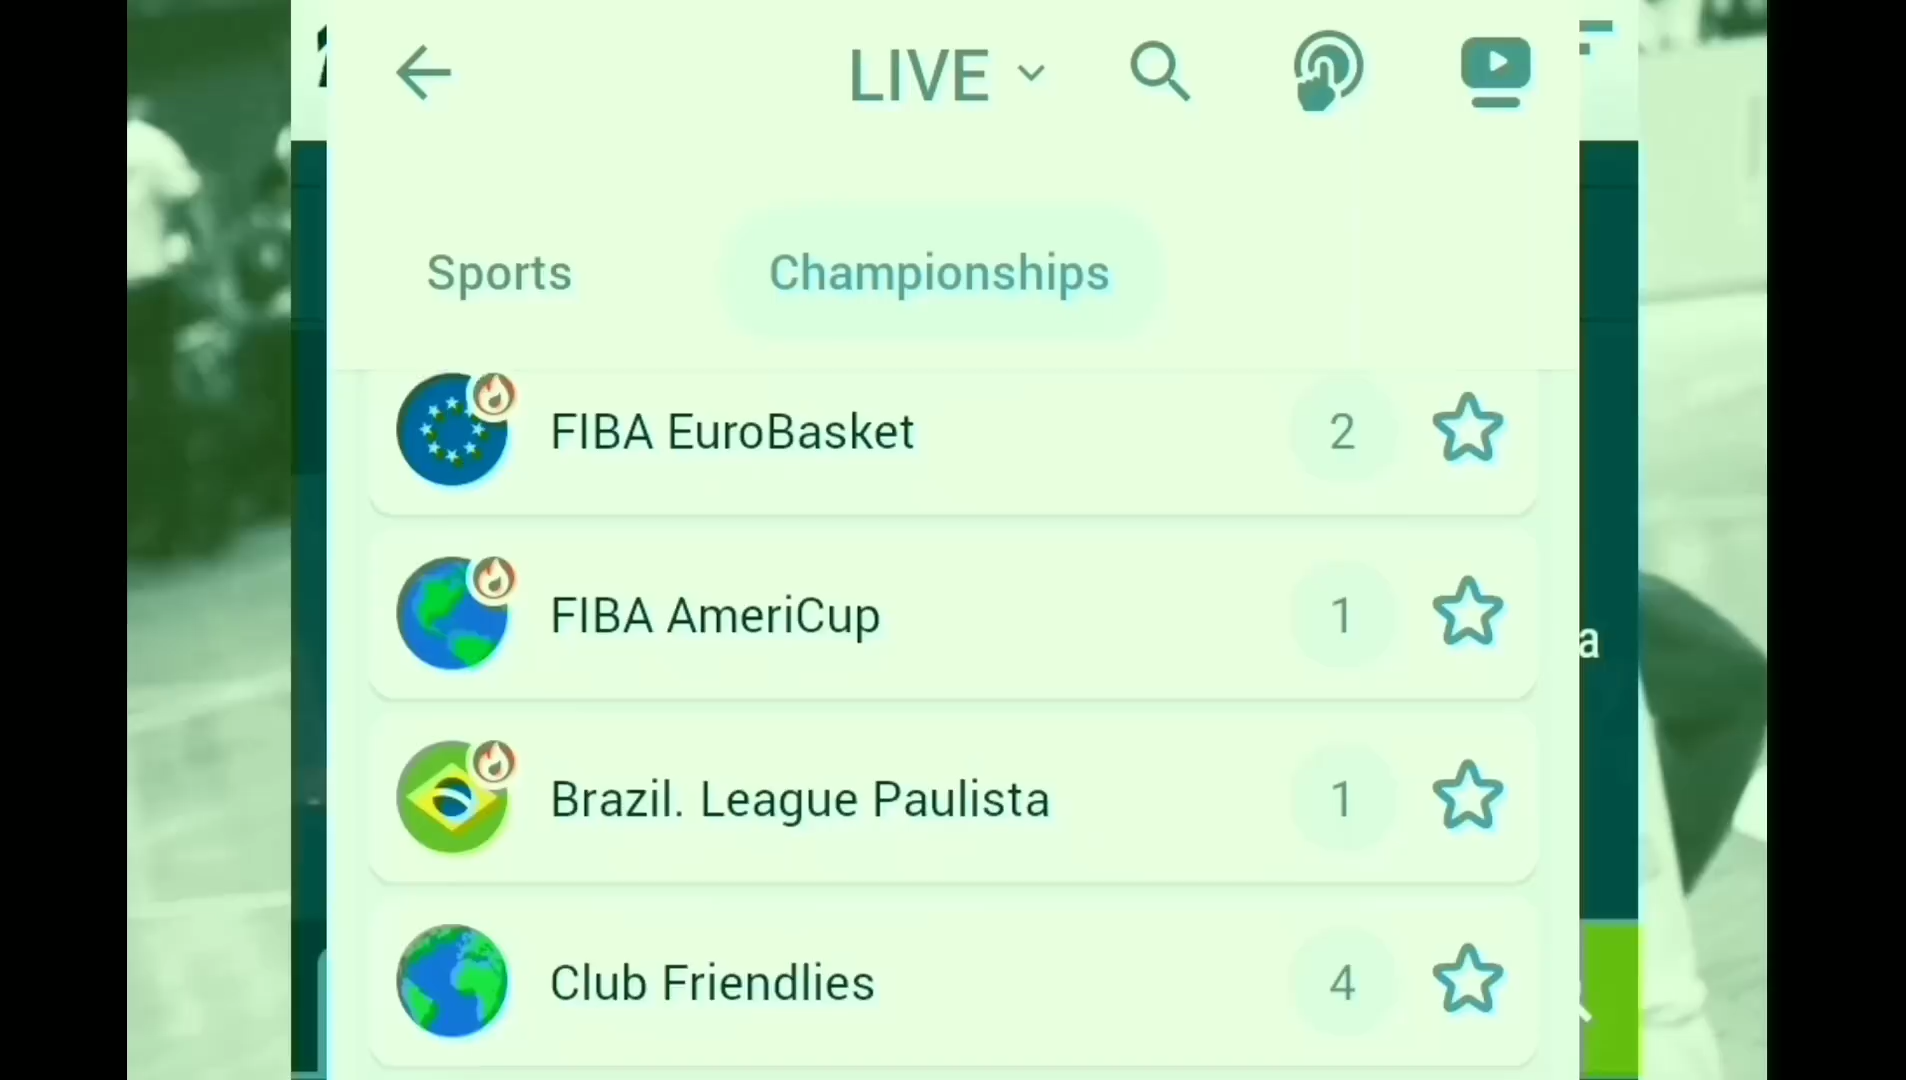 LIVE
Sports
Championships
FIBA EuroBasket
2
FIBA AmeriCup
1
a
Brazil. League Paulista
1
Club Friendlies
4